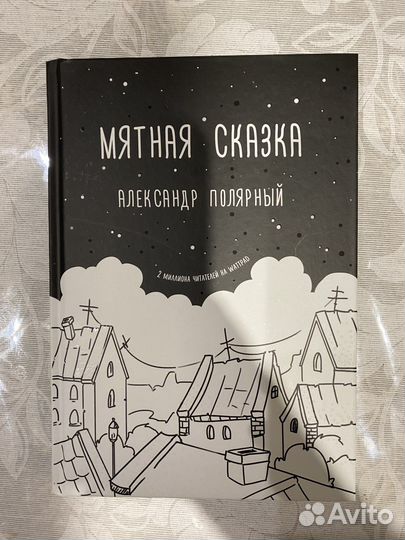 МЯТНАЯ СКАЗКА
АЛЕКСАНДР ПОЛЯРНЫЙ
2 МИЛЛИОНА ЧИТАТЕЛЕЙ НА WATTPAD
Avito